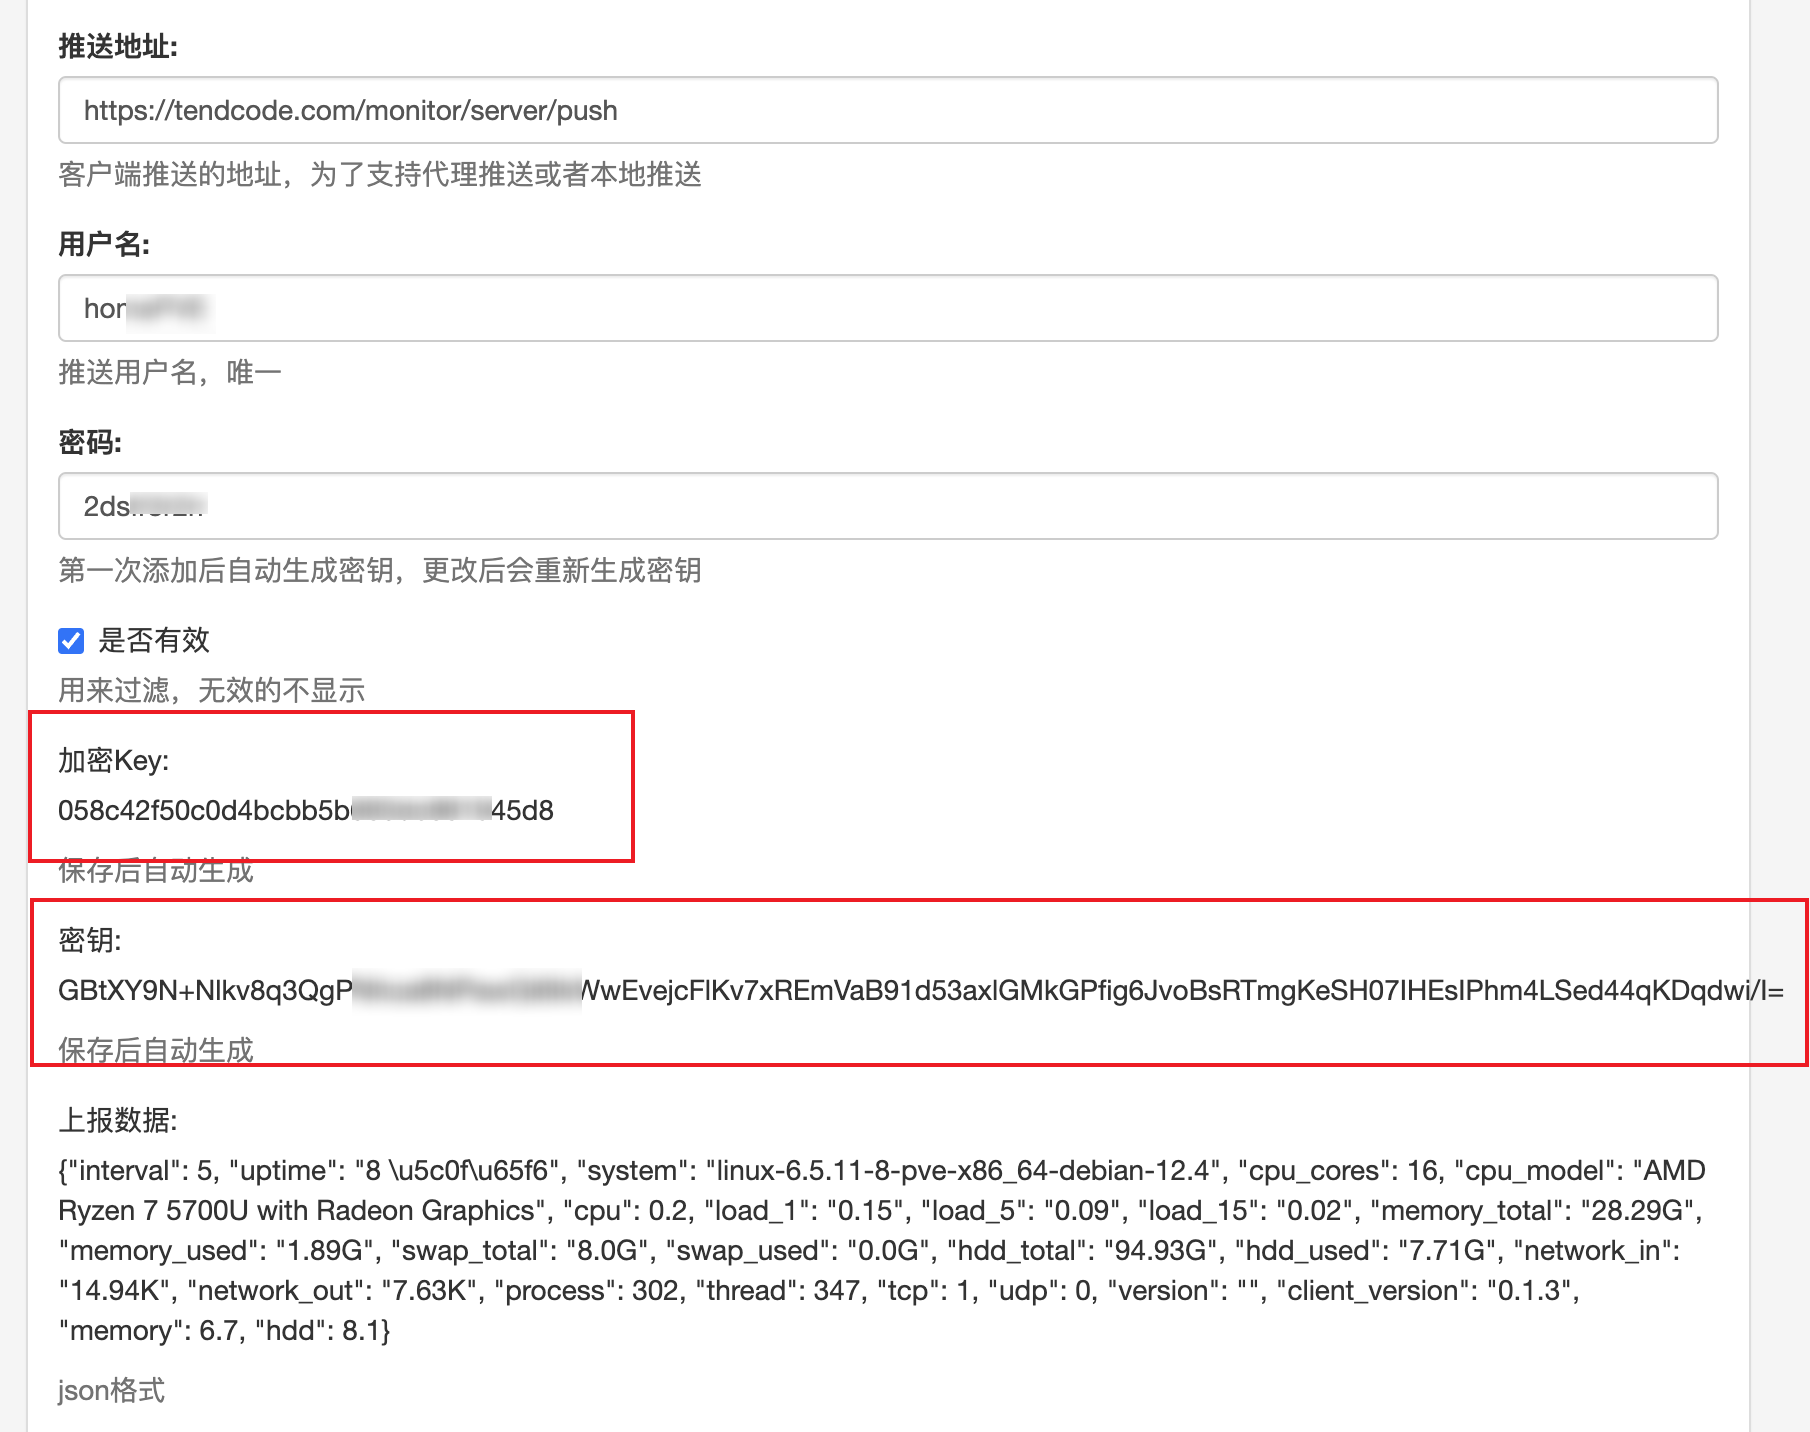 推送地址:
https://tendcode.com/monitor/server/push
客户端推送的地址，为了支持代理推送或者本地推送
用户名:
hom
推送用户名，唯一
密码:
2ds
第一次添加后自动生成密钥，更改后会重新生成密钥
是否有效
用来过滤，无效的不显示
加密Key:
058c42f50c0d4bcbb5b 45d8
保存后自动生成
密钥:
GBtXY9N+Nlkv8q3QgP WwEvejcFlKv7xREmVaB91d53axlGMkGPfig6JvoBsRTmgKeSH07IHEsIPhm4LSed44qKDqdwi/I=
保存后自动生成
上报数据:
{"interval": 5, "uptime": "8 \u5c0f\u65f6", "system": "linux-6.5.11-8-pve-x86_64-debian-12.4", "cpu_cores": 16, "cpu_model": "AMD
Ryzen 7 5700U with Radeon Graphics", "cpu": 0.2, "load_1": "0.15", "load_5": "0.09", "load_15": "0.02", "memory_total": "28.29G",
"memory_used": "1.89G", "swap_total": "8.0G", "swap_used": "0.0G", "hdd_total": "94.93G", "hdd_used": "7.71G", "network_in":
"14.94K", "network_out": "7.63K", "process": 302, "thread": 347, "tcp": 1, "udp": 0, "version": "", "client_version": "0.1.3",
"memory": 6.7, "hdd": 8.1}
json格式